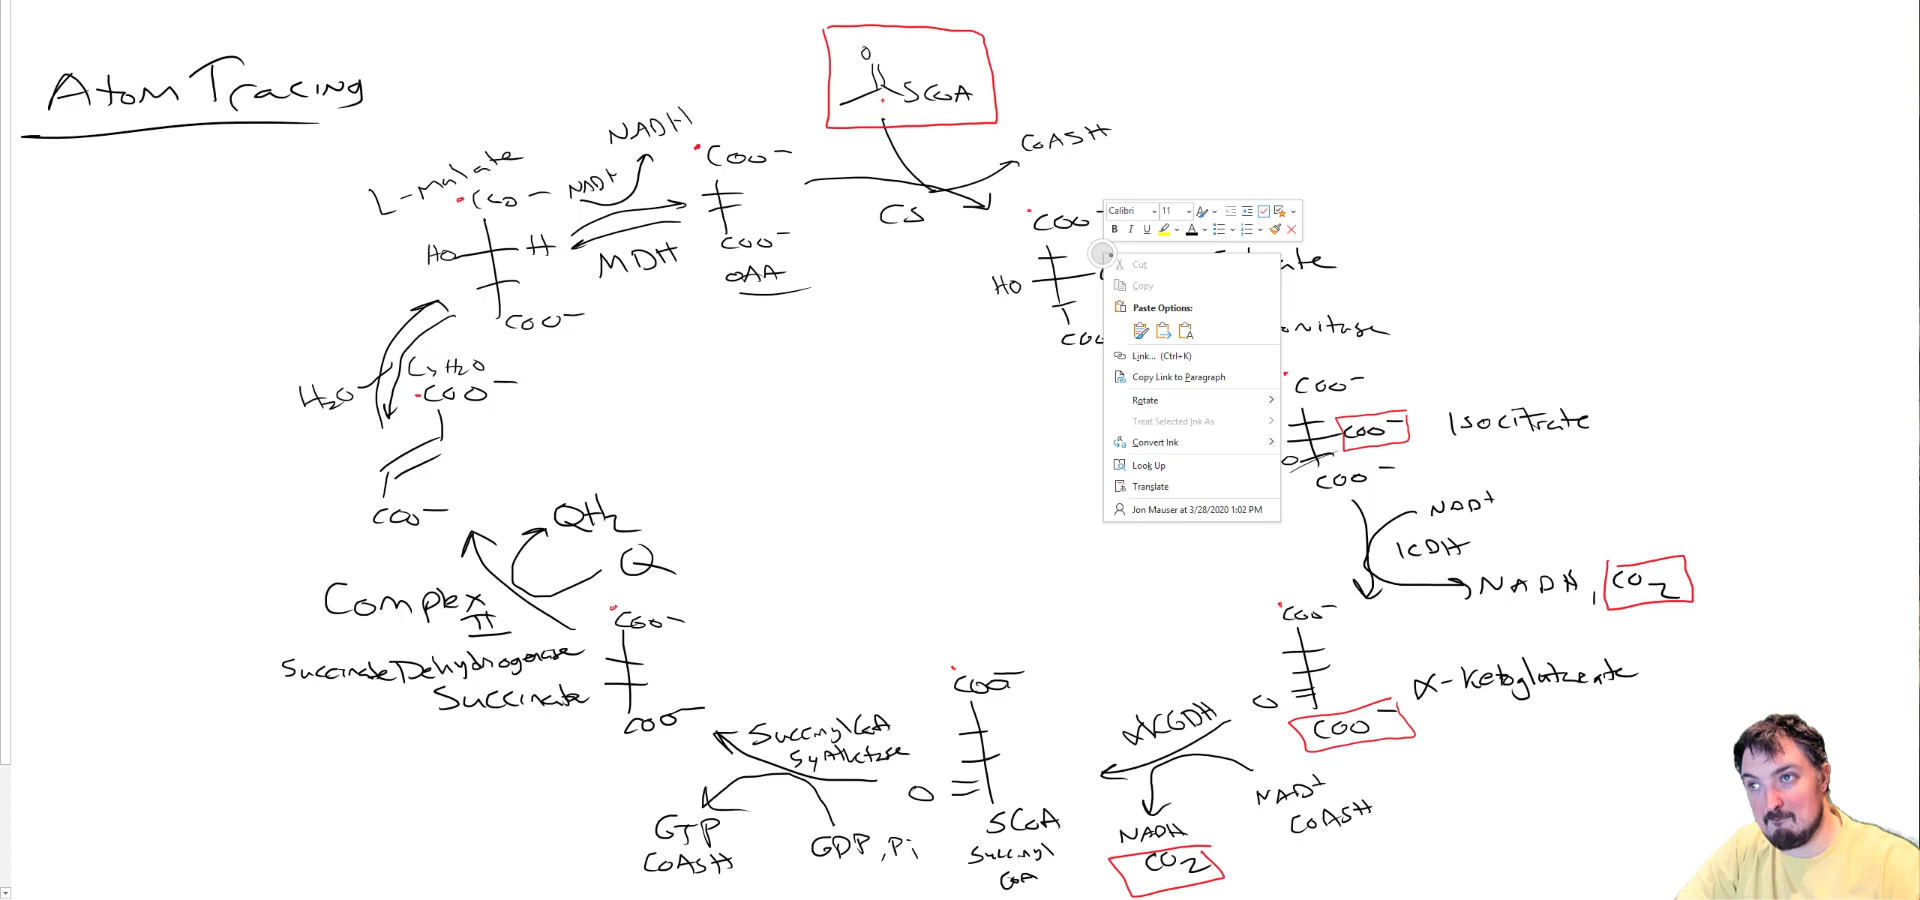 Atom Tracing
O
SCoA
NADH
CoASH
L-malate
COO−
NAD+
COO−
CS
COO−
HO
H
MDH
COO−
OAA
COO−
HO
COO
Calibri
11
B I U A
Cut
Copy
Paste Options:
Link... (Ctrl+K)
Copy Link to Paragraph
Rotate
Treat Selected Ink As
Convert Ink
Look Up
Translate
Jon Mauser at 3/28/2020 1:02 PM
H2O
H2O
COO−
COO−
COO−
COO−
Isocitrate
O
COO−
NAD+
ICDH
NADH, CO2
QH2
Q
Complex
II
Succinate Dehydrogenase
Succinate
COO−
COO−
COO−
α-Ketoglutarate
O
COO−
αKGDH
NAD+
CoASH
NADH
CO2
COO−
O
SCoA
Succinyl
CoA
Succinyl CoA
Synthetase
GTP
CoASH
GDP, Pi